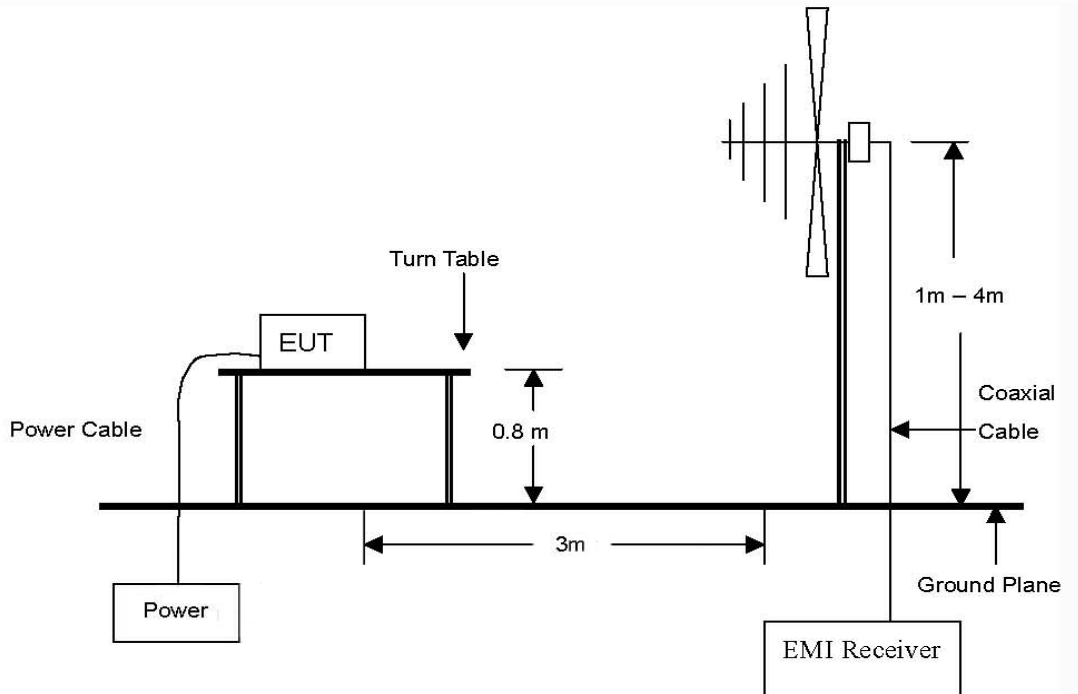 Turn Table
EUT
1m – 4m
Coaxial
Cable
Power Cable
0.8 m
3m
Ground Plane
Power
EMI Receiver